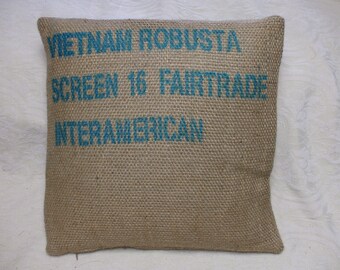 VIETNAM ROBUSTA
SCREEN 16 FAIRTRADE
INTERAMERICAN